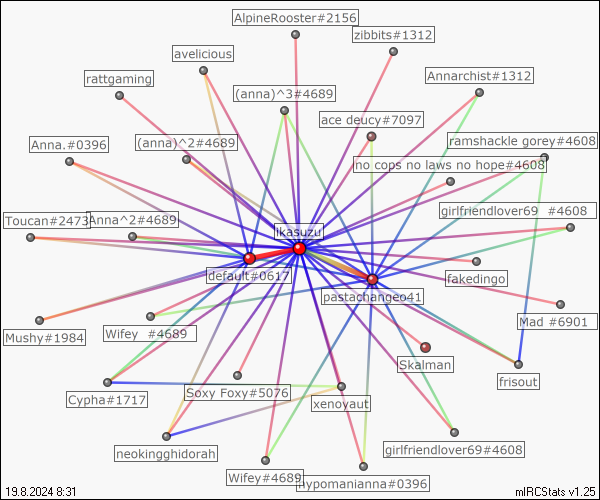 AlpineRooster#2156
zibbits#1312
avelicious
rattgaming
Annarchist#1312
(anna)^3#4689
ace deucy#7097
Anna.#0396
(anna)^2#4689
ramshackle gorey#4608
no cops no laws no hope#4608
Toucan#2473
Anna^2#4689
girlfriendlover69 #4608
ikasuzu
default#0617
fakedingo
pastachangeo41
Mad #6901
Mushy#1984
Wifey #4689
Skalman
frisout
Cypha#1717
Soxy Foxy#5076
xenoyaut
neokingghidorah
girlfriendlover69#4608
Wifey#4689
hypomanianna#0396
19.8.2024 8:31
mIRCStats v1.25